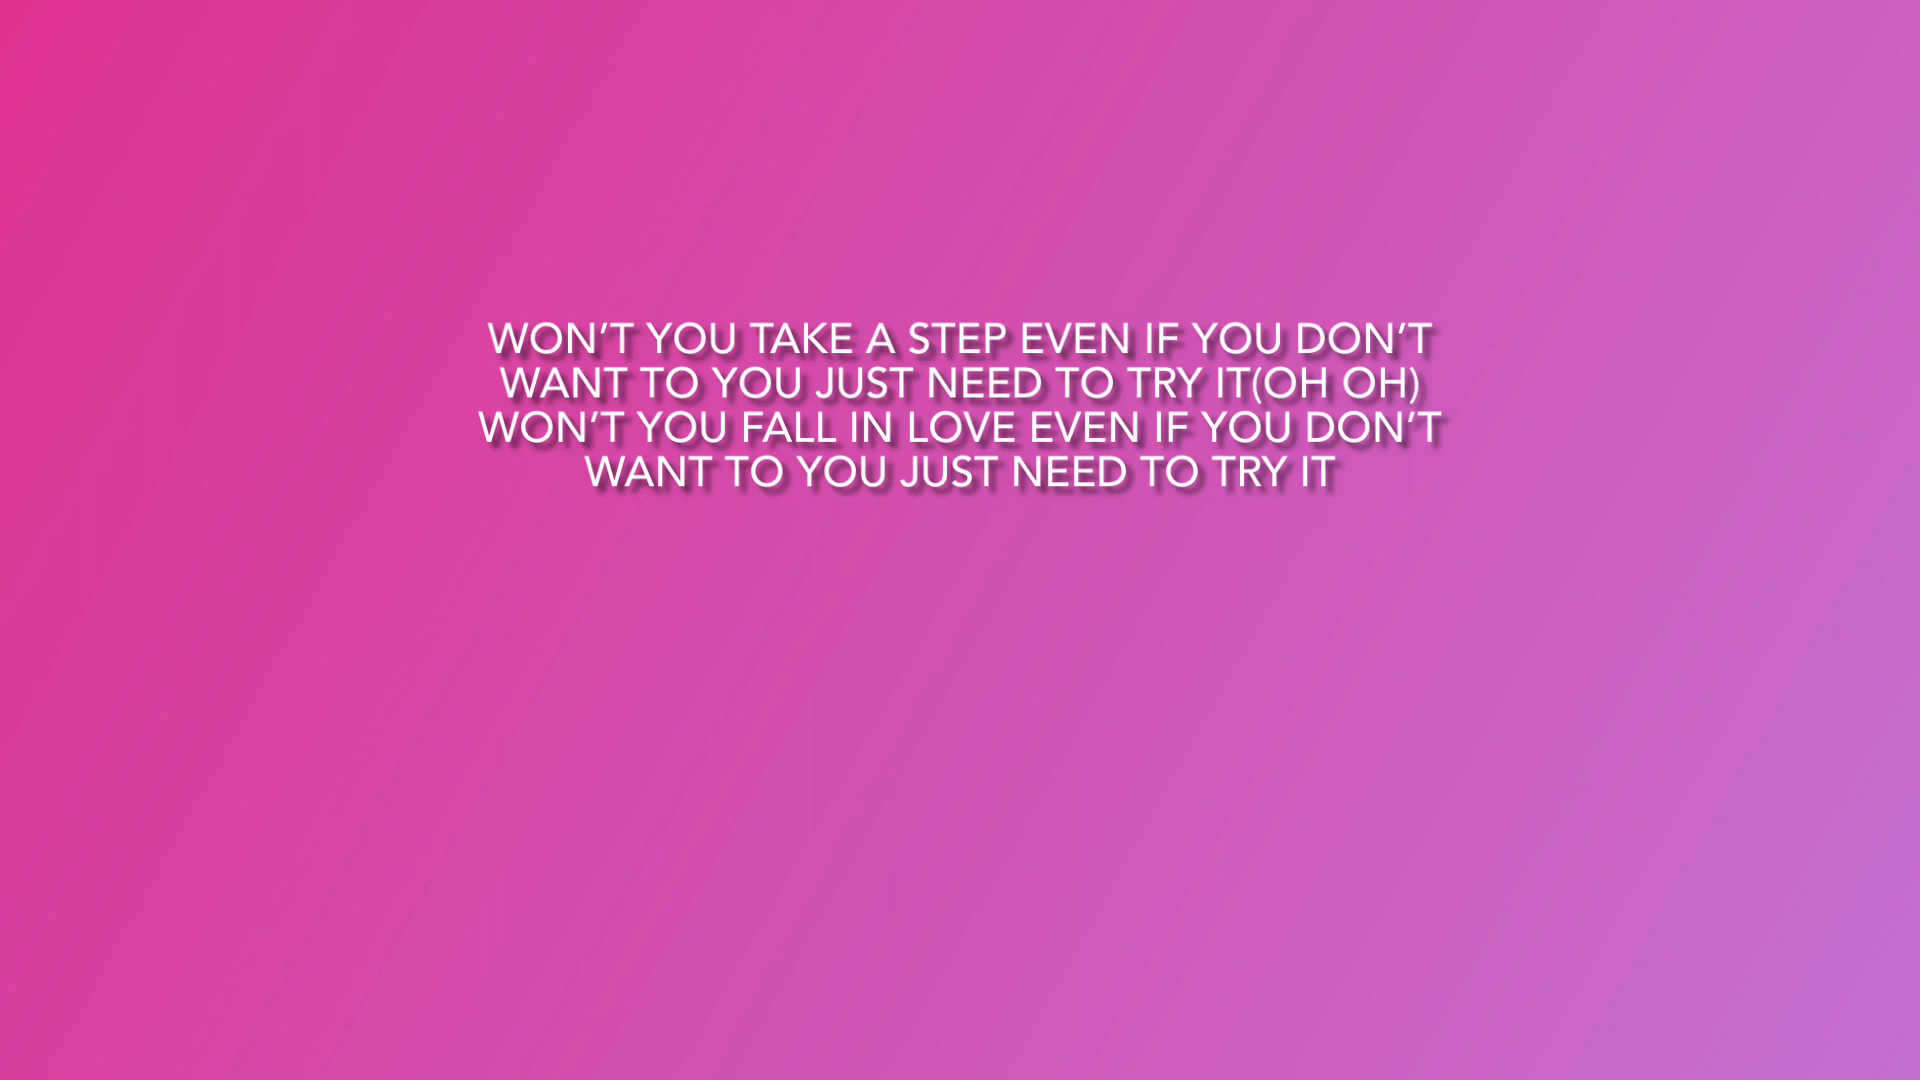 WON’T YOU TAKE A STEP EVEN IF YOU DON’T
WANT TO YOU JUST NEED TO TRY IT(OH OH)
WON’T YOU FALL IN LOVE EVEN IF YOU DON’T
WANT TO YOU JUST NEED TO TRY IT